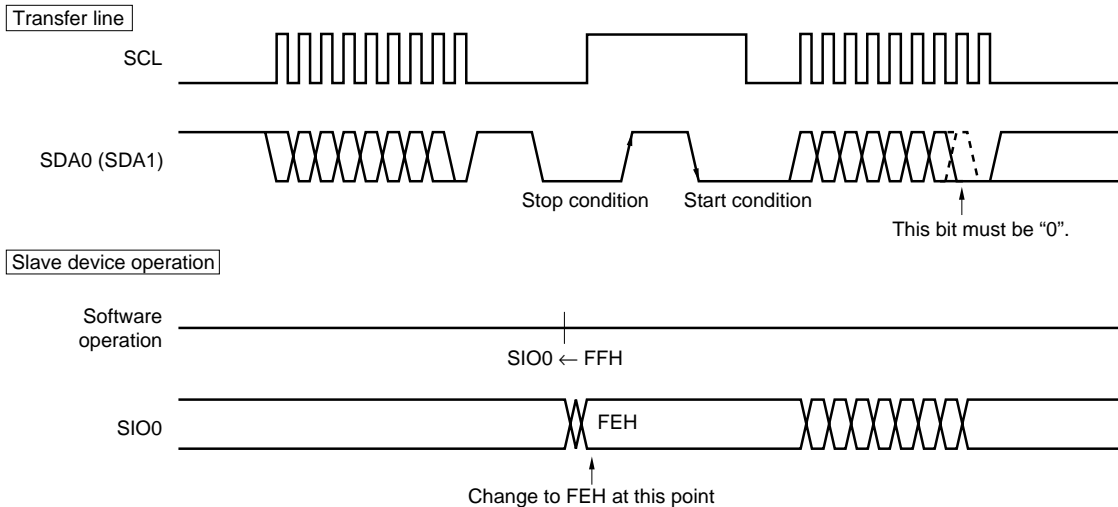 Transfer line
SCL
SDA0 (SDA1)
Stop condition
Start condition
This bit must be “0”.
Slave device operation
Software
operation
SIO0 ← FFH
SIO0
FEH
Change to FEH at this point